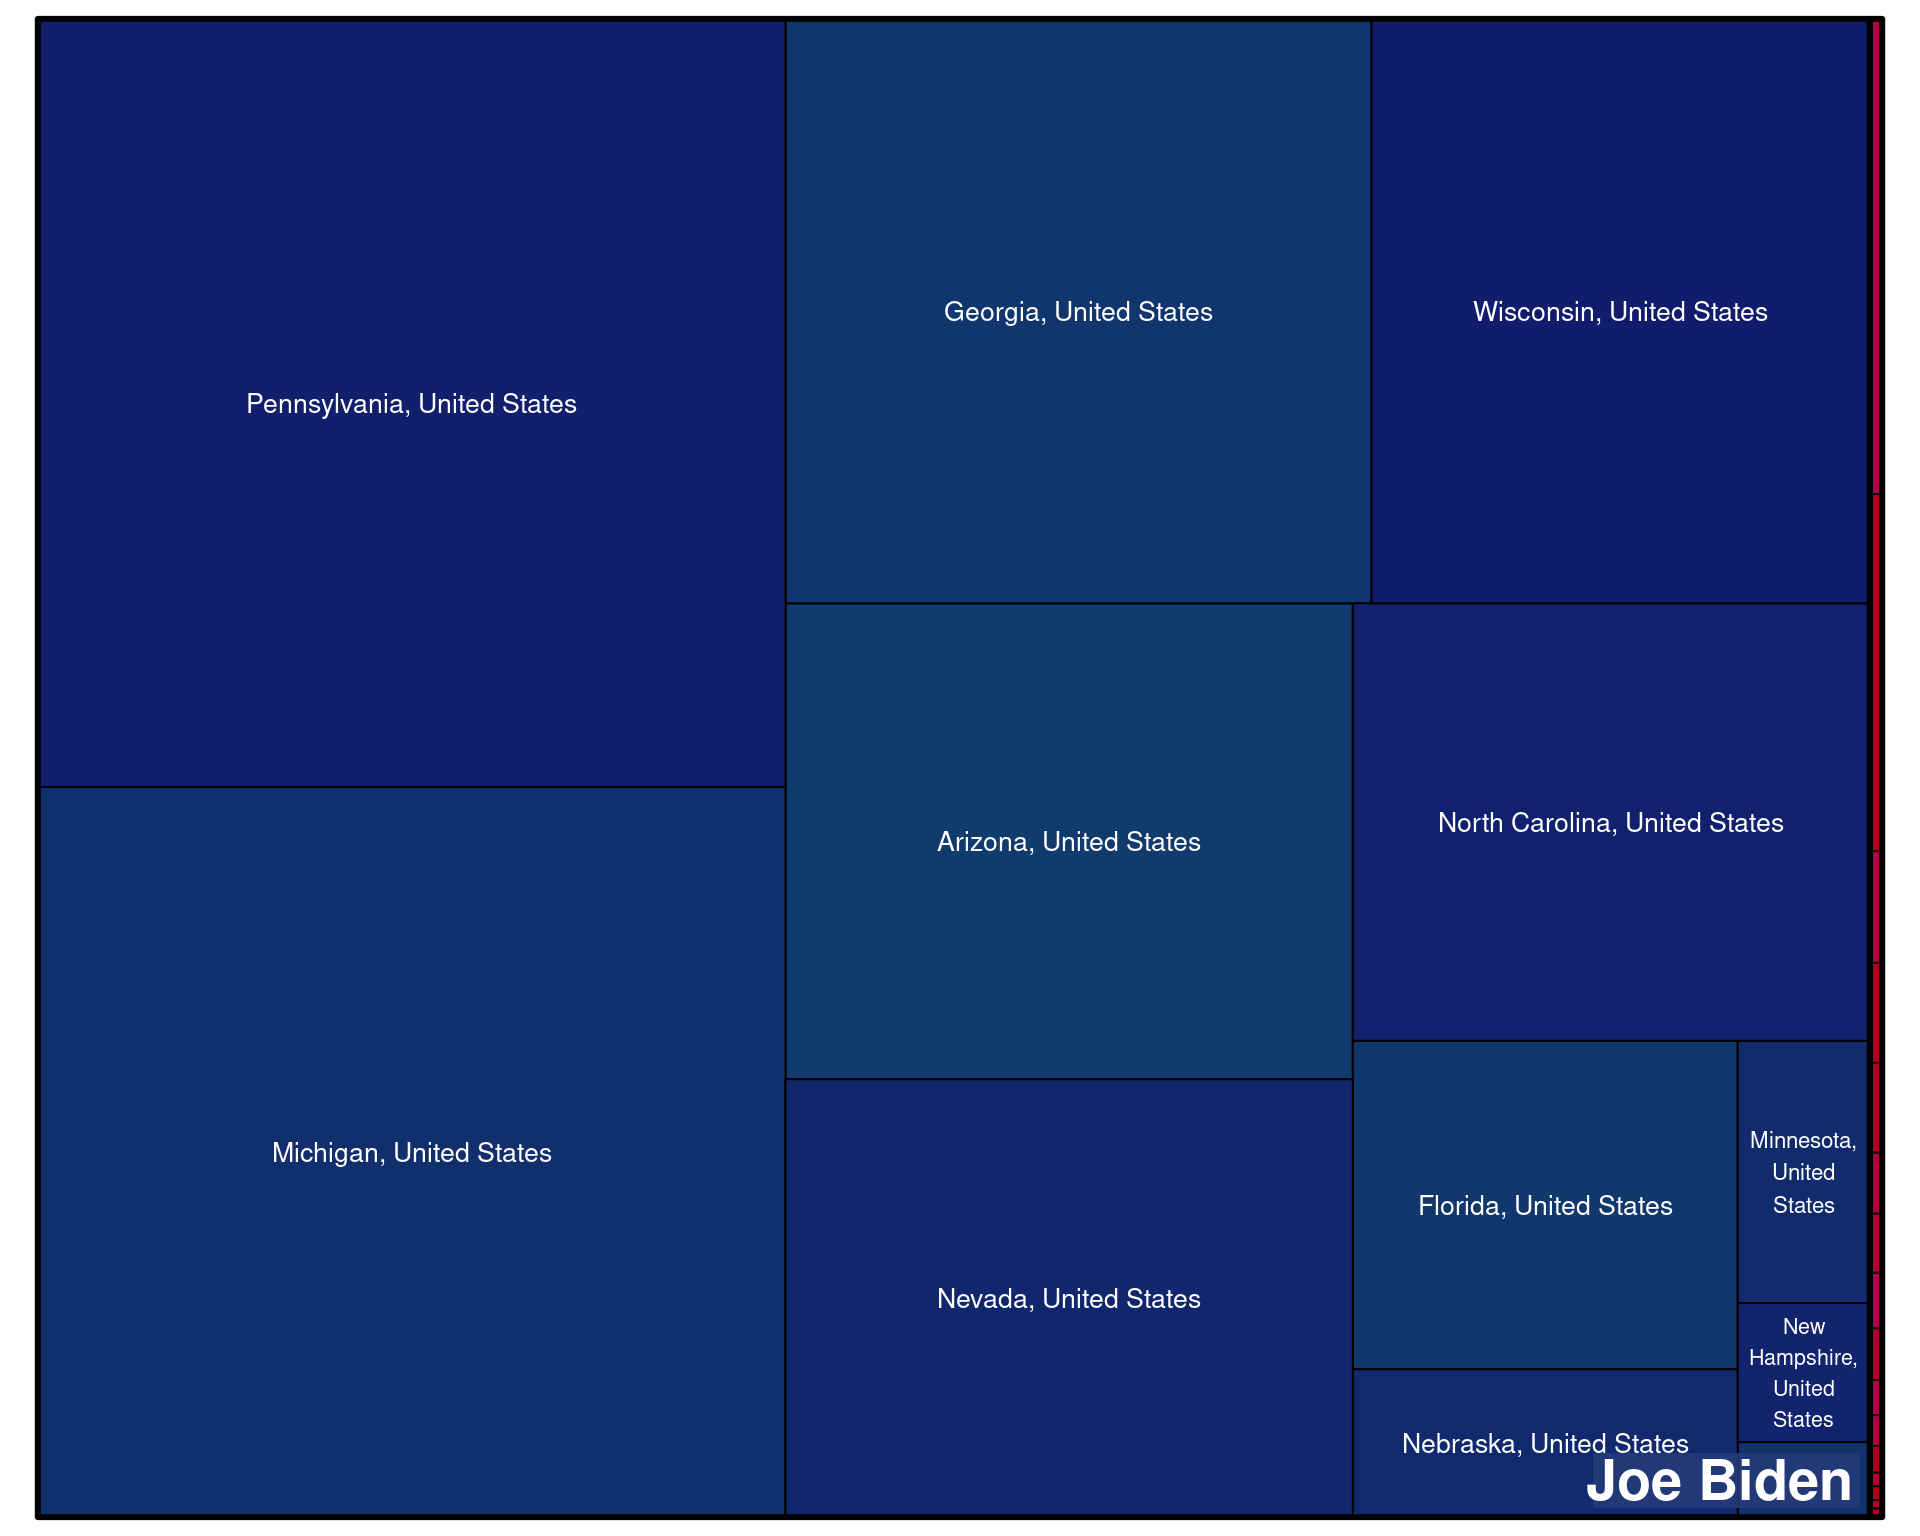 Pennsylvania, United States
Georgia, United States
Wisconsin, United States
Michigan, United States
Arizona, United States
North Carolina, United States
Nevada, United States
Florida, United States
Minnesota,
United
States
New
Hampshire,
United
States
Nebraska, United States
Joe Biden